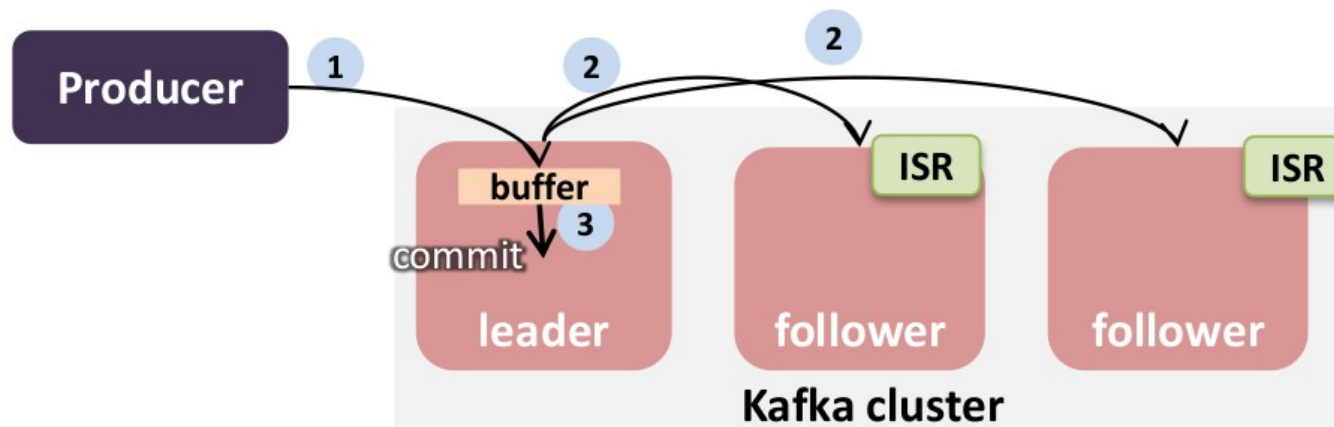 Producer
1
2
2
buffer
3
commit
leader
ISR
follower
ISR
follower
Kafka cluster